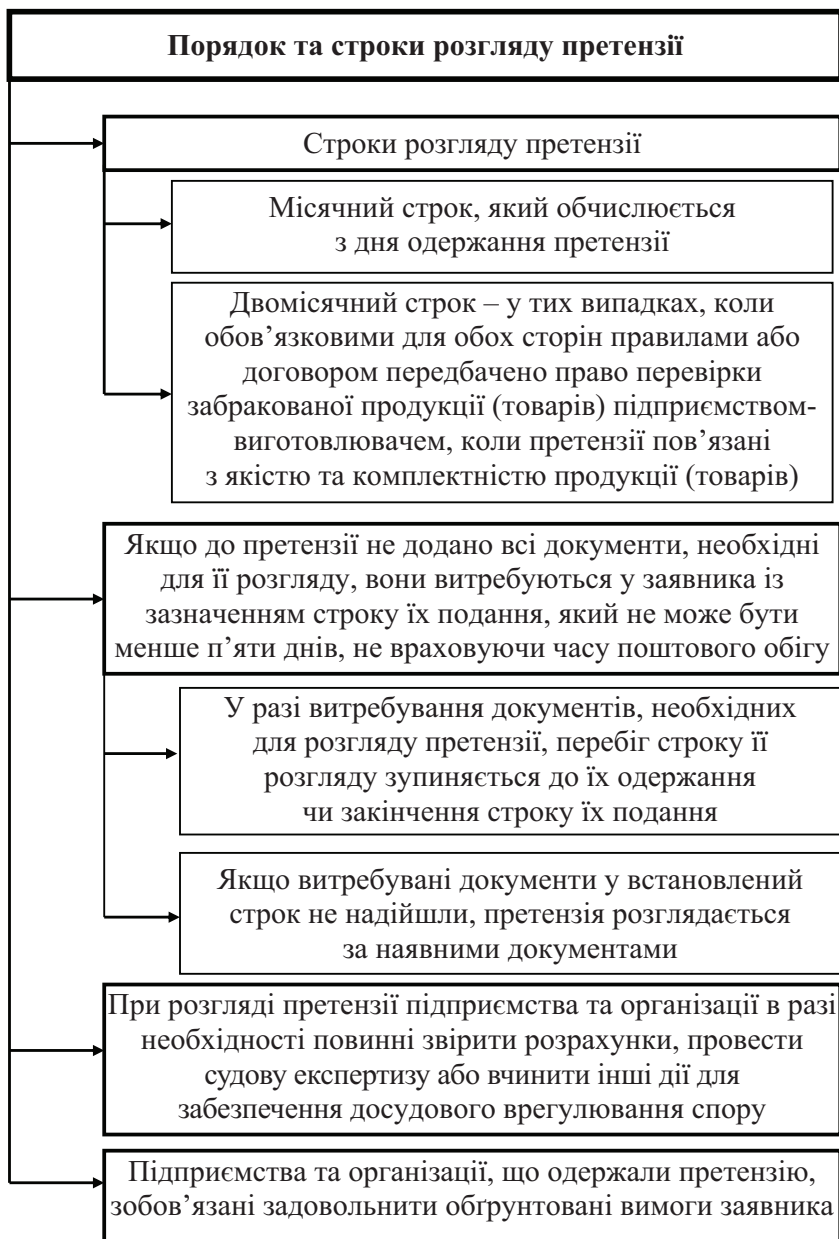 Порядок та строки розгляду претензії
Строки розгляду претензії
Місячний строк, який обчислюється
з дня одержання претензії
Двомісячний строк – у тих випадках, коли
обов’язковими для обох сторін правилами або
договором передбачено право перевірки
забракованої продукції (товарів) підприємством-
виготовлювачем, коли претензії пов’язані
з якістю та комплектністю продукції (товарів)
Якщо до претензії не додано всі документи, необхідні
для її розгляду, вони витребуються у заявника із
зазначенням строку їх подання, який не може бути
менше п’яти днів, не враховуючи часу поштового обігу
У разі витребування документів, необхідних
для розгляду претензії, перебіг строку її
розгляду зупиняється до їх одержання
чи закінчення строку їх подання
Якщо витребувані документи у встановлений
строк не надійшли, претензія розглядається
за наявними документами
При розгляді претензії підприємства та організації в разі
необхідності повинні звірити розрахунки, провести
судову експертизу або вчинити інші дії для
забезпечення досудового врегулювання спору
Підприємства та організації, що одержали претензію,
зобов’язані задовольнити обґрунтовані вимоги заявника